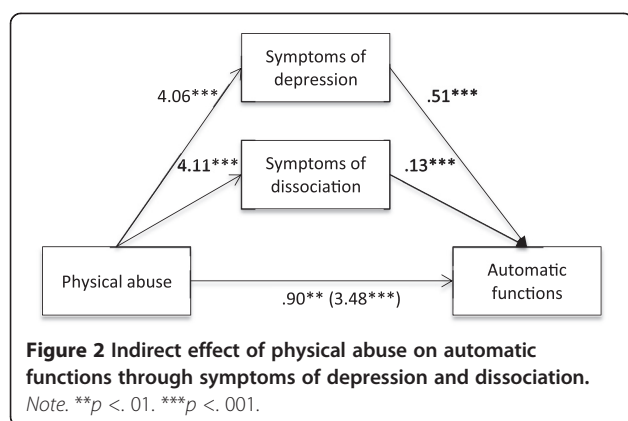 Symptoms of
depression
4.06***
.51***
4.11***
Symptoms of
dissociation
.13***
Physical abuse
Automatic
functions
.90** (3.48***)
Figure 2 Indirect effect of physical abuse on automatic
functions through symptoms of depression and dissociation.
Note. **p <. 01. ***p <. 001.